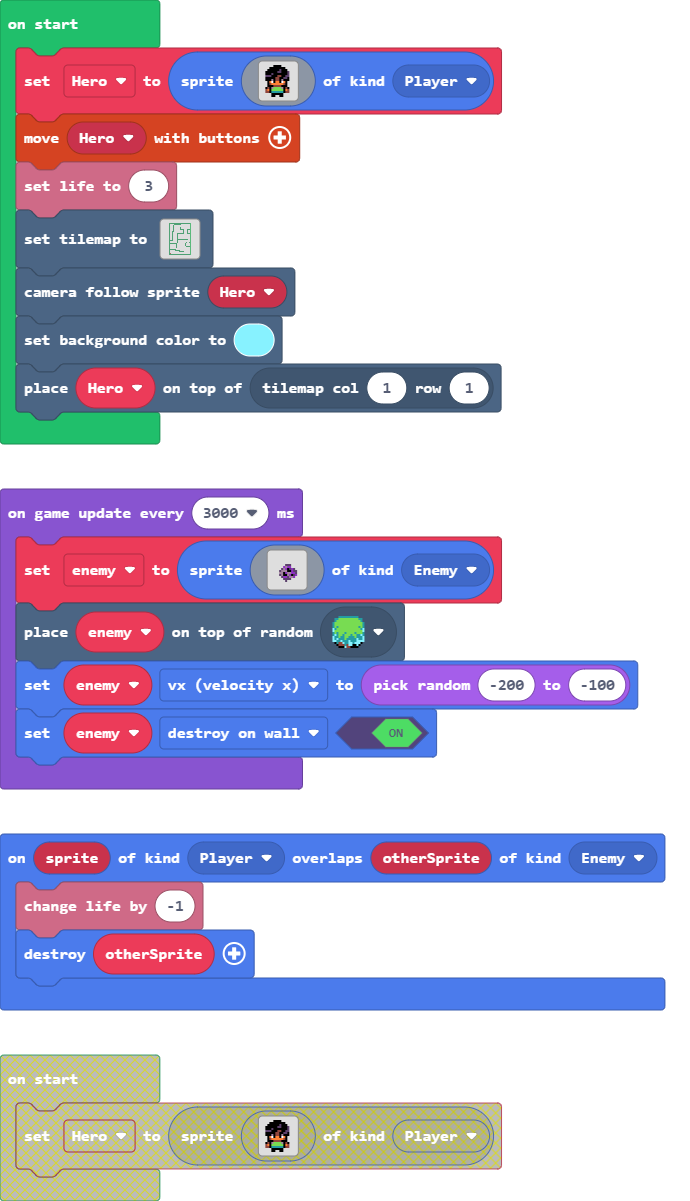 on start
set Hero to sprite of kind Player
move Hero with buttons
set life to 3
set tilemap to
camera follow sprite Hero
set background color to
place Hero on top of tilemap col 1 row 1
on game update every 3000 ms
set enemy to sprite of kind Enemy
place enemy on top of random
set enemy vx (velocity x) to pick random -200 to -100
set enemy destroy on wall ON
on sprite of kind Player overlaps otherSprite of kind Enemy
change life by -1
destroy otherSprite
on start
set Hero to sprite of kind Player